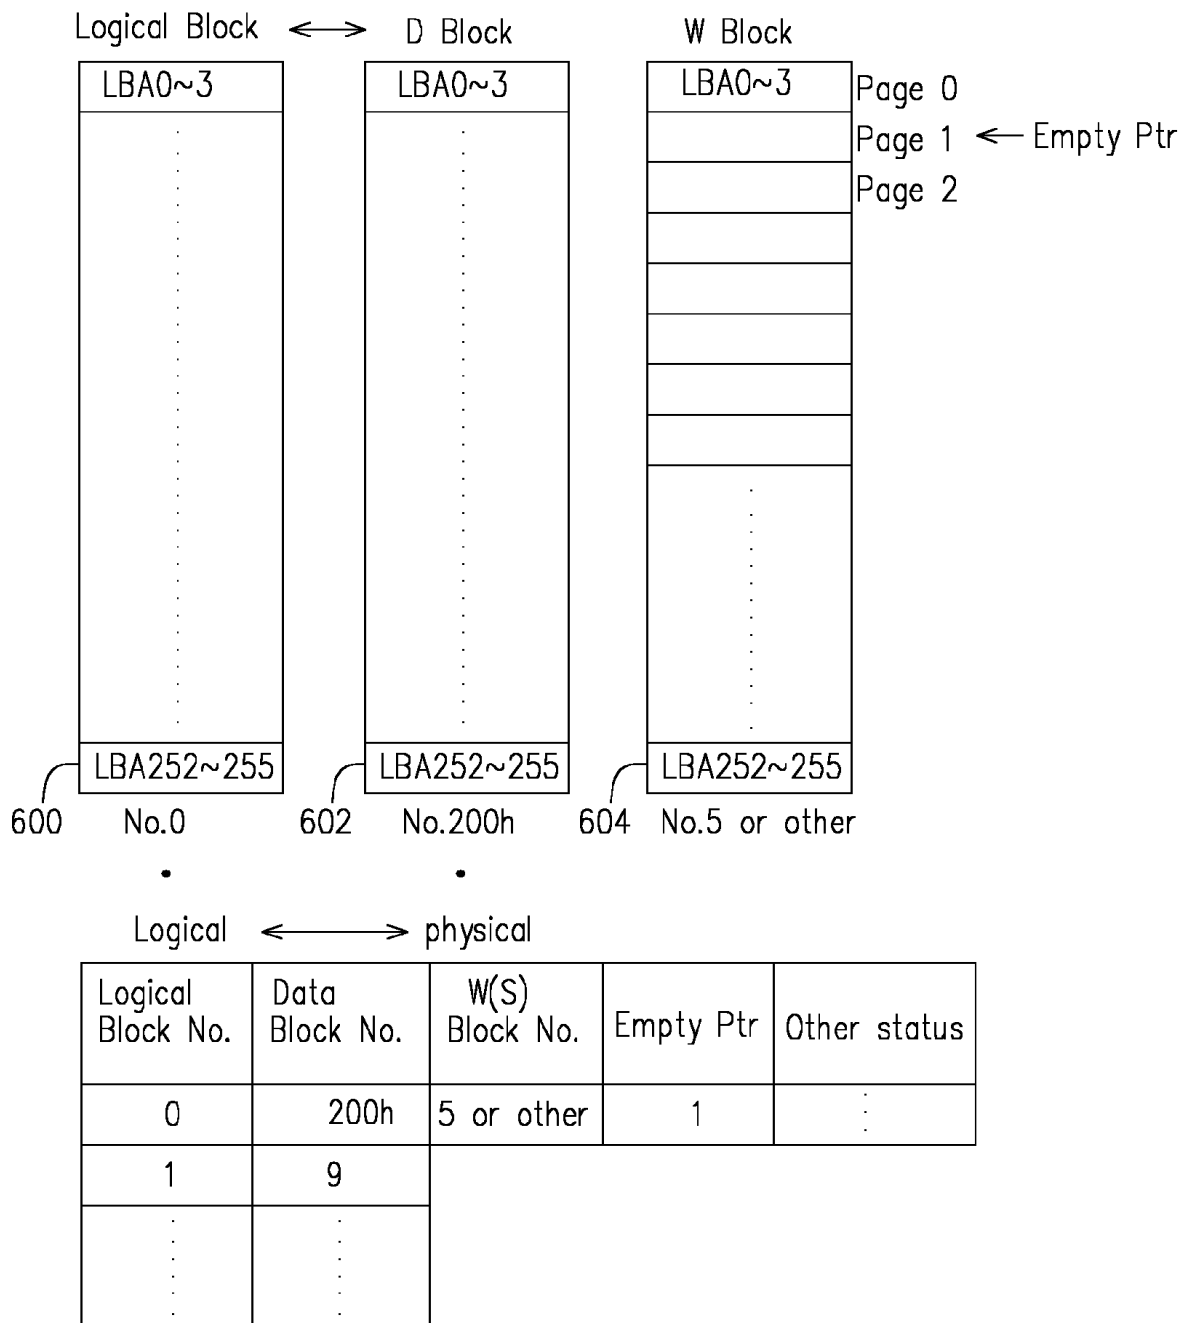 Logical Block D Block W Block
LBA0~3 LBA0~3 LBA0~3 Page 0
Page 1 Empty Ptr
Page 2
LBA252~255 LBA252~255 LBA252~255
600 No.0 602 No.200h 604 No.5 or other
Logical physical
Logical Block No. Data Block No. W(S) Block No. Empty Ptr Other status
0 200h 5 or other 1
1 9